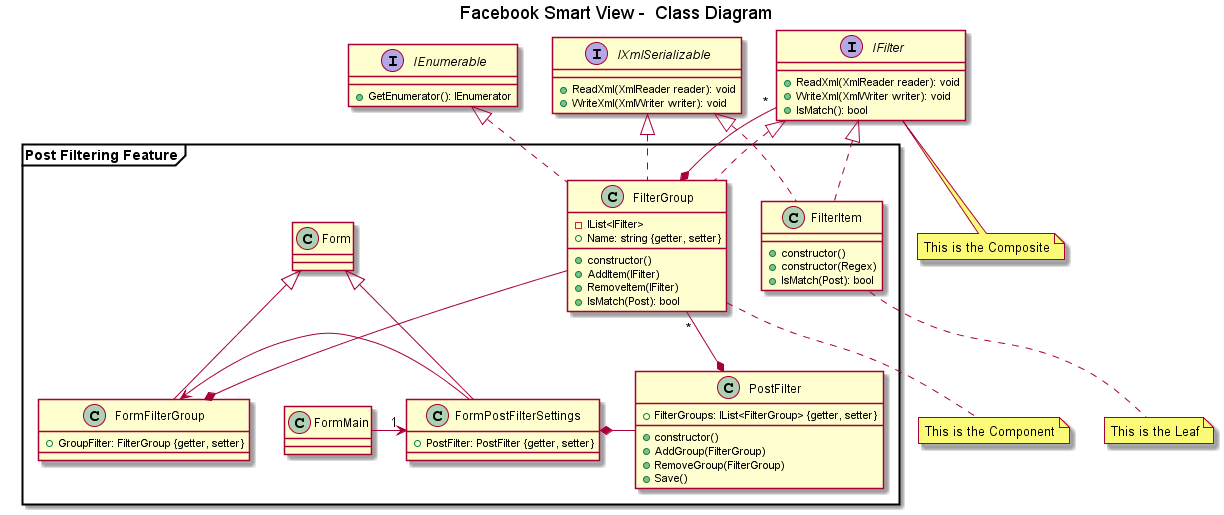 Facebook Smart View -  Class Diagram
I IEnumerable
GetEnumerator(): IEnumerator
I IXmlSerializable
ReadXml(XmlReader reader): void
WriteXml(XmlWriter writer): void
I IFilter
ReadXml(XmlReader reader): void
WriteXml(XmlWriter writer): void
IsMatch(): bool
*
Post Filtering Feature
C FilterGroup
IList<IFilter>
Name: string {getter, setter}
constructor()
AddItem(IFilter)
RemoveItem(IFilter)
IsMatch(Post): bool
C FilterItem
constructor()
constructor(Regex)
IsMatch(Post): bool
This is the Composite
C Form
*
C FormFilterGroup
GroupFilter: FilterGroup {getter, setter}
C FormMain
1
C FormPostFilterSettings
PostFilter: PostFilter {getter, setter}
C PostFilter
FilterGroups: IList<FilterGroup> {getter, setter}
constructor()
AddGroup(FilterGroup)
RemoveGroup(FilterGroup)
Save()
This is the Component
This is the Leaf